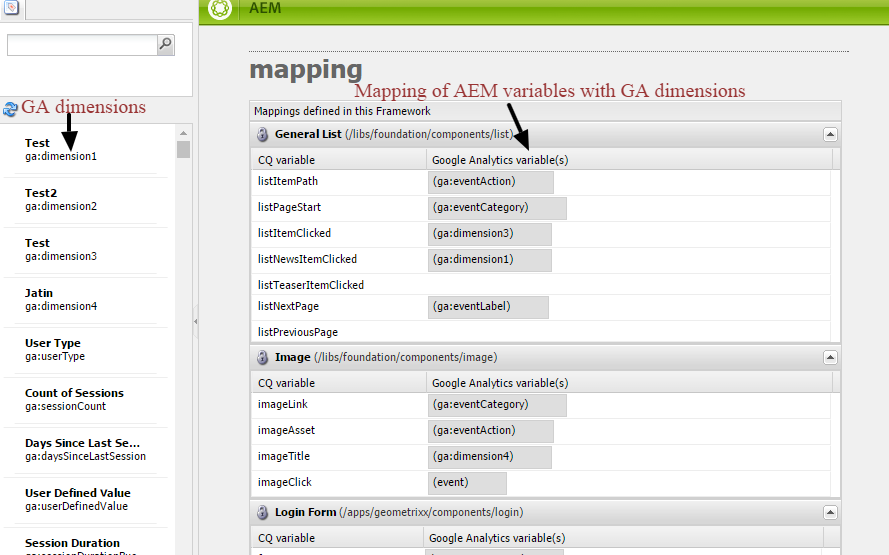 AEM
GA dimensions
Test
ga:dimension1
Test2
ga:dimension2
Test
ga:dimension3
Jatin
ga:dimension4
User Type
ga:userType
Count of Sessions
ga:sessionCount
Days Since Last Se...
ga:daysSinceLastSession
User Defined Value
ga:userDefinedValue
Session Duration
mapping
Mapping of AEM variables with GA dimensions
Mappings defined in this Framework
General List (/libs/foundation/components/list)
CQ variable Google Analytics variable(s)
listItemPath (ga:eventAction)
listPageStart (ga:eventCategory)
listItemClicked (ga:dimension3)
listNewsItemClicked (ga:dimension1)
listTeaserItemClicked
listNextPage (ga:eventLabel)
listPreviousPage
Image (/libs/foundation/components/image)
CQ variable Google Analytics variable(s)
imageLink (ga:eventCategory)
imageAsset (ga:eventAction)
imageTitle (ga:dimension4)
imageClick (event)
Login Form (/apps/geometrixx/components/login)
CQ variable Google Analytics variable(s)